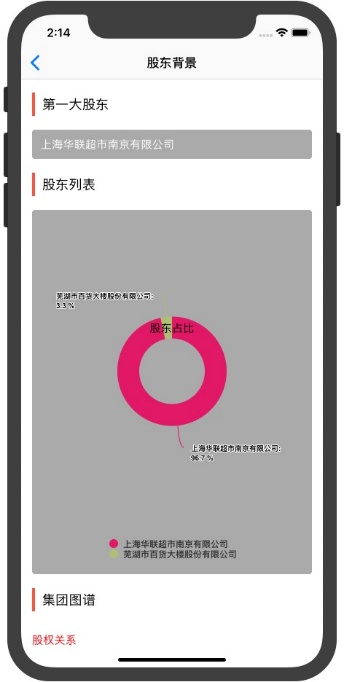 2:14
股东背景
第一大股东
上海华联超市南京有限公司
股东列表
芜湖市百货大楼股份有限公司:
3.3 %
股东占比
上海华联超市南京有限公司:
96.7 %
上海华联超市南京有限公司
芜湖市百货大楼股份有限公司
集团图谱
股权关系